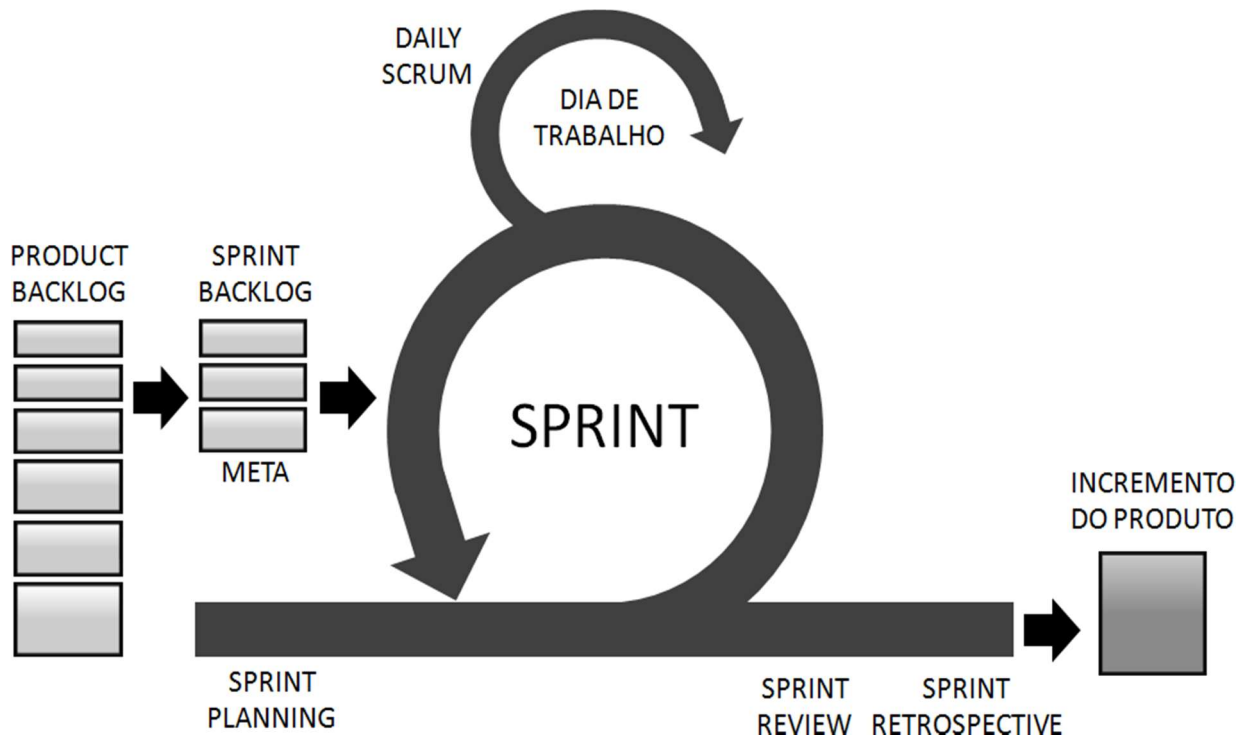 DAILY
SCRUM
DIA DE
TRABALHO
PRODUCT
BACKLOG
SPRINT
BACKLOG
META
SPRINT
INCREMENTO
DO PRODUTO
SPRINT
PLANNING
SPRINT
REVIEW
SPRINT
RETROSPECTIVE